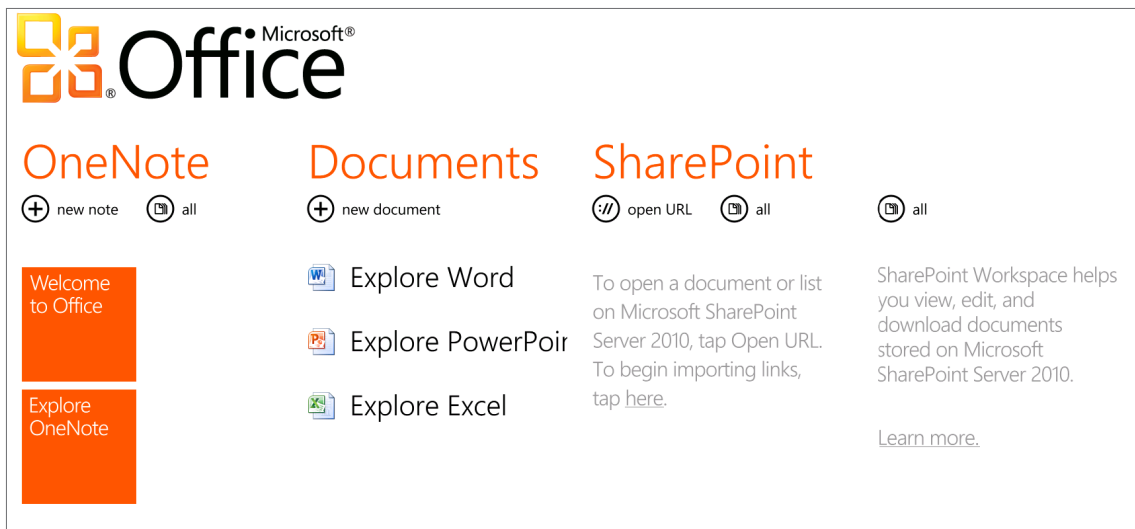 Microsoft®
Office
®
OneNote
new note
all
Welcome
to Office
Explore
OneNote
Documents
new document
Explore Word
Explore PowerPoin
Explore Excel
SharePoint
:// open URL
all
To open a document or list
on Microsoft SharePoint
Server 2010, tap Open URL.
To begin importing links,
tap here.
all
SharePoint Workspace helps
you view, edit, and
download documents
stored on Microsoft
SharePoint Server 2010.
Learn more.